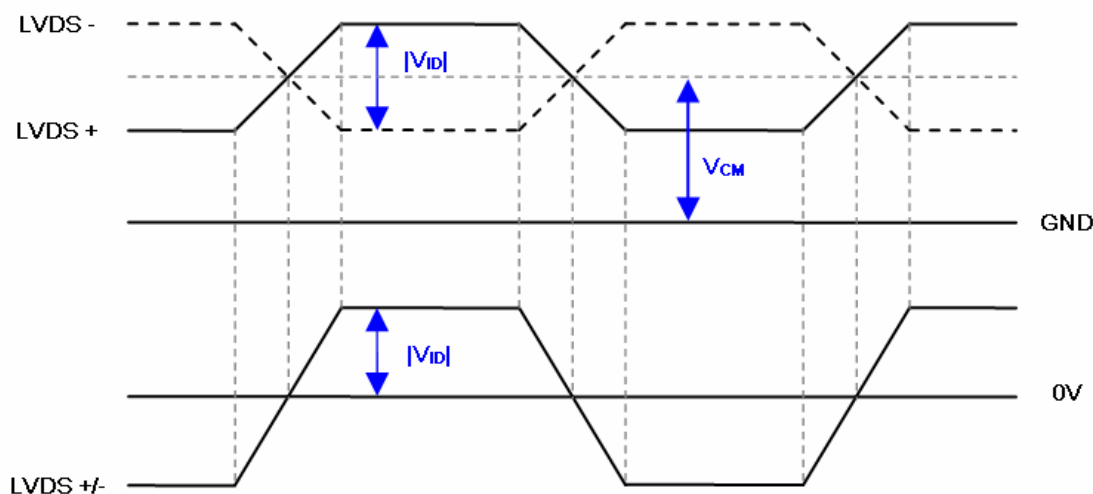 LVDS -
|VID|
LVDS +
VCM
GND
|VID|
0V
LVDS +/-